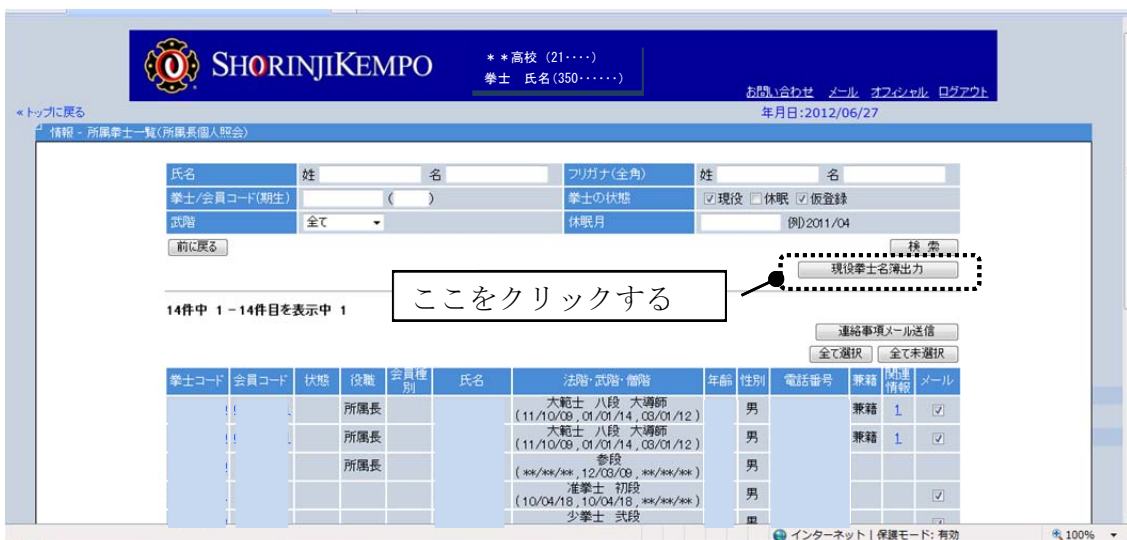 SHORINJIKEMPO
＊＊高校（21‥‥）
拳士 氏名(350‥‥‥)
お問い合わせ メール オフィシャル ログアウト
«トップに戻る
年月日:2012/06/27
情報 - 所属拳士一覧(所属長個人照会)
氏名 姓 名 フリガナ(全角) 姓 名
拳士/会員コード(期生) ( ) 拳士の状態 現役 休眠 仮登録
武階 全て 休眠月 例)2011/04
前に戻る 検 索
現役拳士名簿出力
ここをクリックする
14件中 1－14件目を表示中 1
連絡事項メール送信
全て選択 全て未選択
拳士コード 会員コード 状態 役職 会員種別 氏名 法階・武階・僧階 年齢 性別 電話番号 兼籍 関連情報 メール
所属長 大範士 八段 大導師 男 兼籍 1
(11/10/09 , 01/01/14 , 03/01/12)
所属長 大範士 八段 大導師 男 兼籍 1
(11/10/09 , 01/01/14 , 03/01/12)
所属長 参段 男
( **/**/** , 12/03/09 , **/**/** )
准拳士 初段 男
(10/04/18 , 10/04/18 , **/**/** )
少拳士 弐段 男
インターネット | 保護モード: 有効 100%